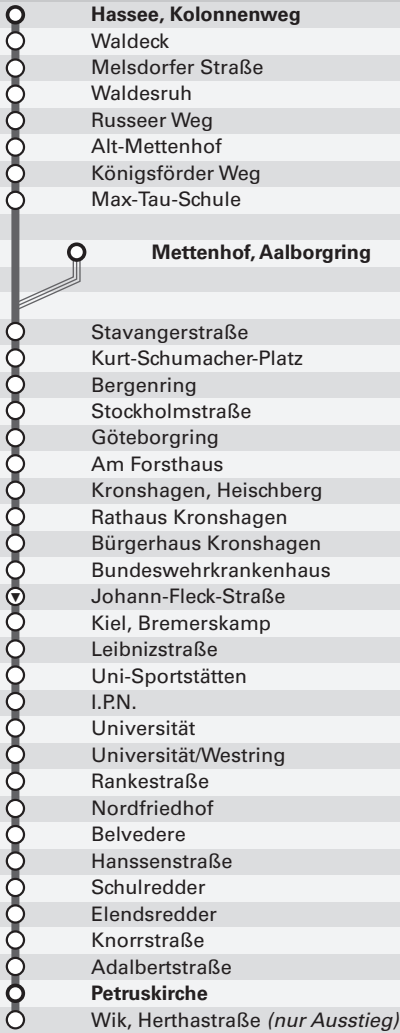 Hassee, Kolonnenweg
Waldeck
Melsdorfer Straße
Waldesruh
Russeer Weg
Alt-Mettenhof
Königsförder Weg
Max-Tau-Schule
Mettenhof, Aalborgring
Stavangerstraße
Kurt-Schumacher-Platz
Bergenring
Stockholmstraße
Göteborgring
Am Forsthaus
Kronshagen, Heischberg
Rathaus Kronshagen
Bürgerhaus Kronshagen
Bundeswehrkrankenhaus
Johann-Fleck-Straße
Kiel, Bremerskamp
Leibnizstraße
Uni-Sportstätten
I.P.N.
Universität
Universität/Westring
Rankestraße
Nordfriedhof
Belvedere
Hanssenstraße
Schulredder
Elendsredder
Knorrstraße
Adalbertstraße
Petruskirche
Wik, Herthastraße (nur Ausstieg)